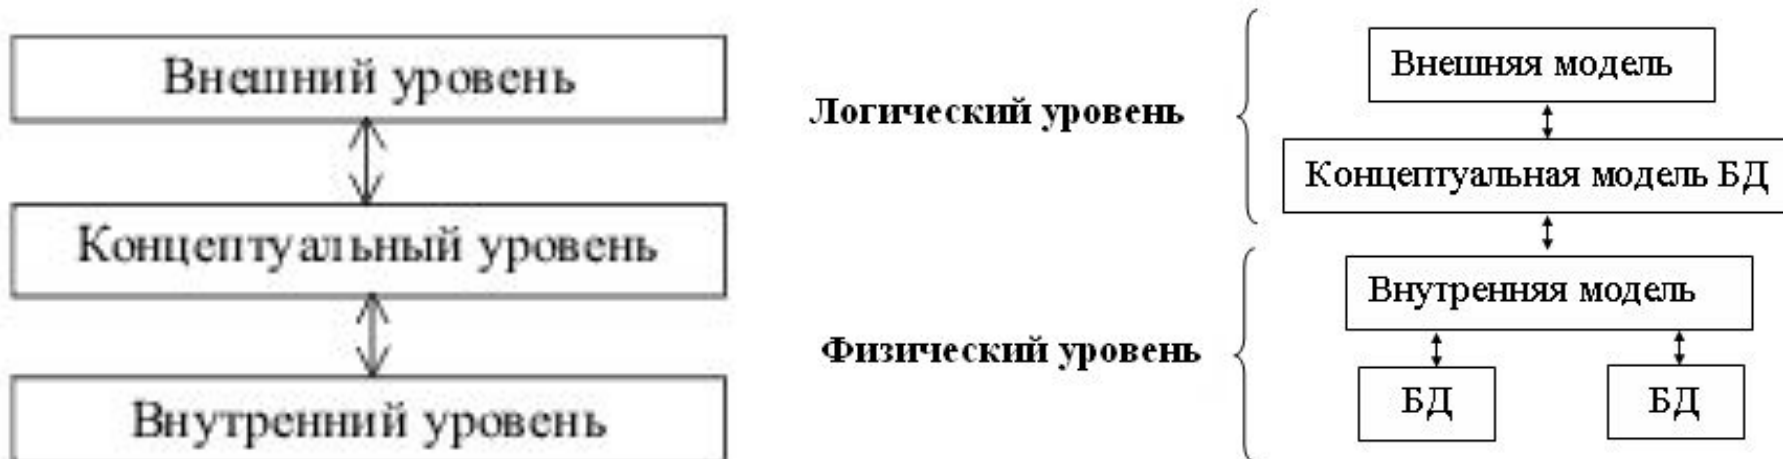 Внешний уровень
Концептуальный уровень
Внутренний уровень
Логический уровень
Физический уровень
Внешняя модель
Концептуальная модель БД
Внутренняя модель
БД
БД